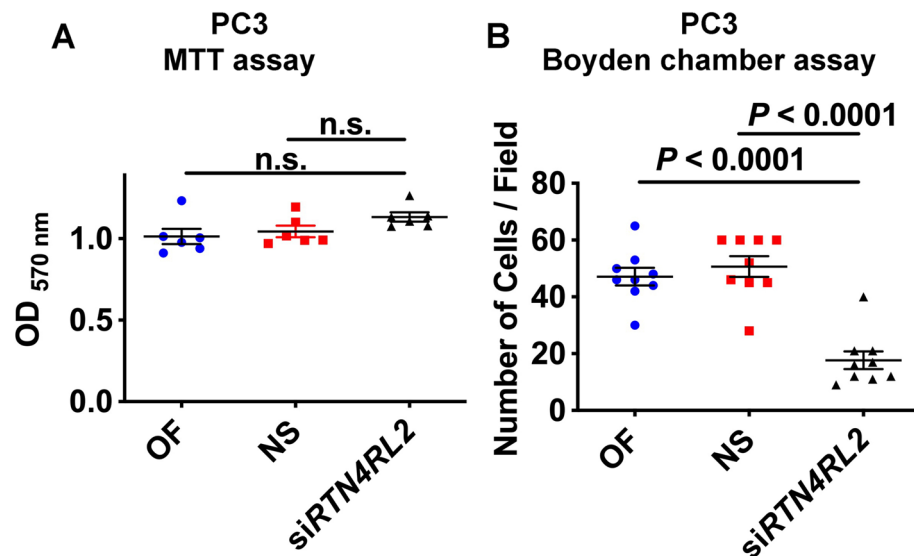 A
PC3
MTT assay
n.s.
n.s.
OD 570 nm
1.0
0.5
0.0
OF
NS
siRTN4RL2
B
PC3
Boyden chamber assay
P < 0.0001
P < 0.0001
Number of Cells / Field
80
60
40
20
0
OF
NS
siRTN4RL2